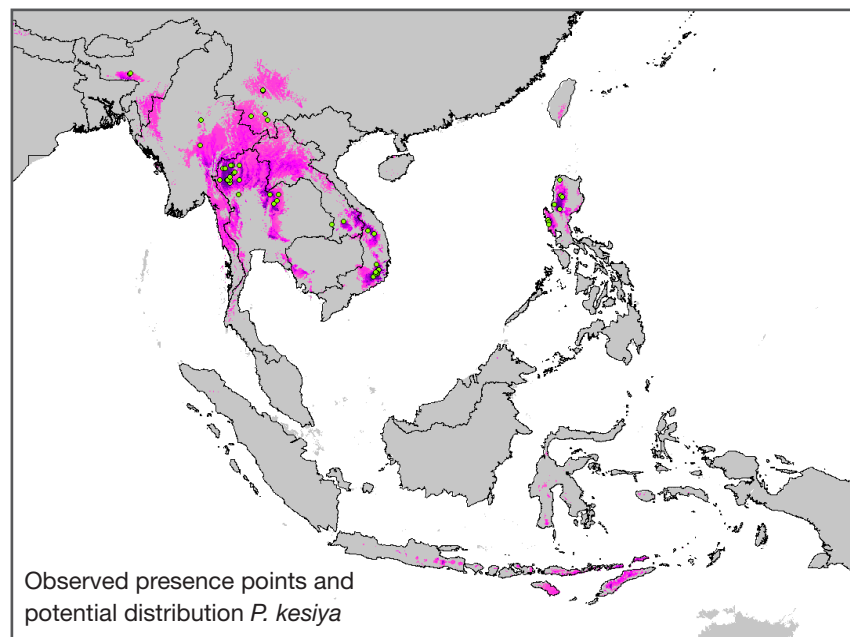 Observed presence points and
potential distribution P. kesiya